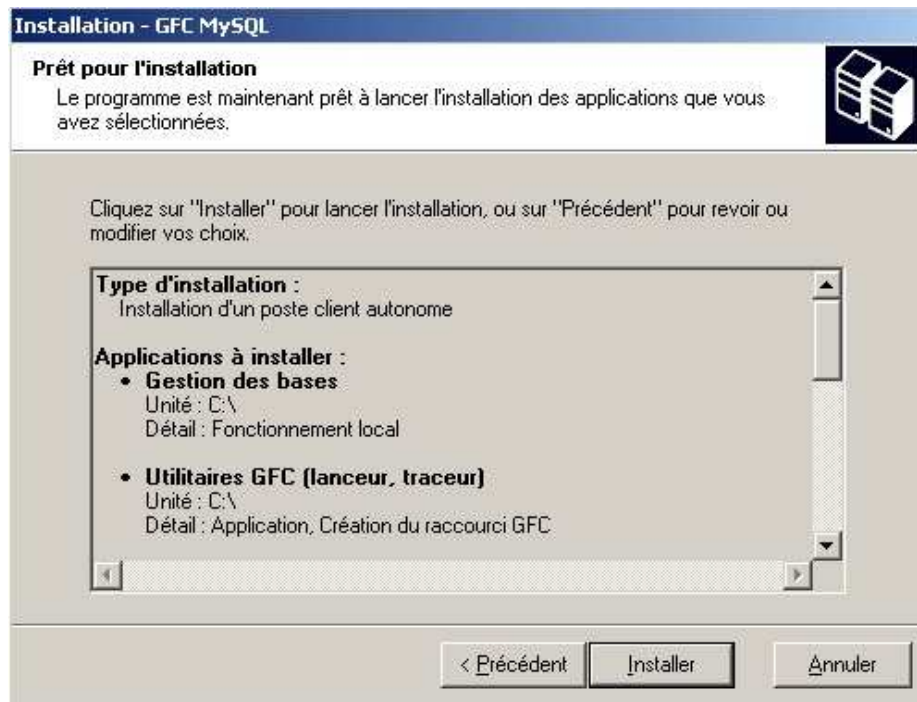 Installation - GFC MySQL
Prêt pour l'installation
Le programme est maintenant prêt à lancer l'installation des applications que vous
avez sélectionnées.
Cliquez sur "Installer" pour lancer l'installation, ou sur "Précédent" pour revoir ou
modifier vos choix.
Type d'installation :
Installation d'un poste client autonome
Applications à installer :
• Gestion des bases
Unité : C:\
Détail : Fonctionnement local
• Utilitaires GFC (lanceur, traceur)
Unité : C:\
Détail : Application, Création du raccourci GFC
< Précédent
Installer
Annuler